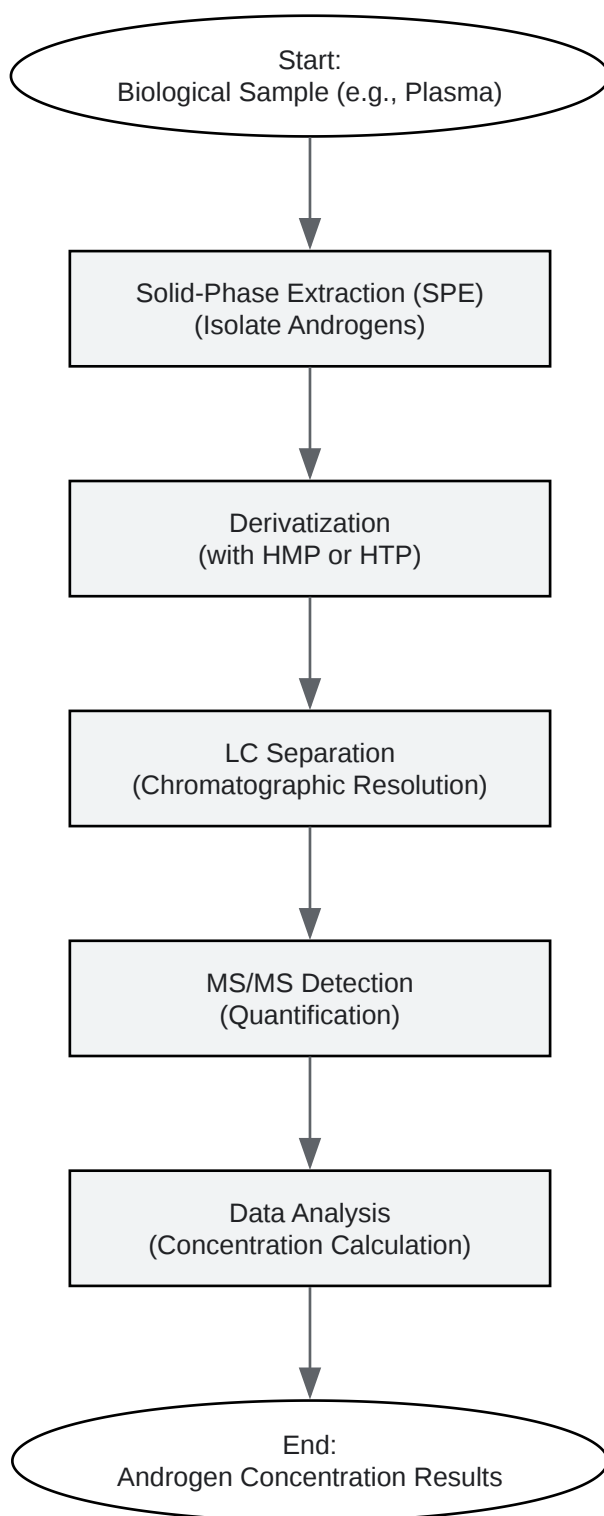 Start:
Biological Sample (e.g., Plasma)
Solid-Phase Extraction (SPE)
(Isolate Androgens)
Derivatization
(with HMP or HTP)
LC Separation
(Chromatographic Resolution)
MS/MS Detection
(Quantification)
Data Analysis
(Concentration Calculation)
End:
Androgen Concentration Results